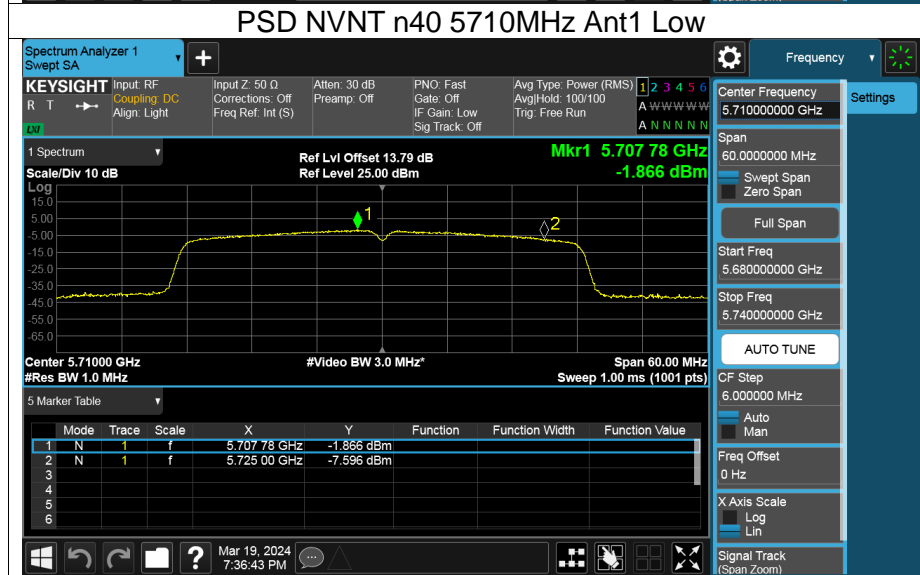 (Span Zoom)
PSD NVNT n40 5710MHz Ant1 Low
Spectrum Analyzer 1
Swept SA
+
Frequency
KEYSIGHT
R T
LXI
Input: RF
Coupling: DC
Align: Light
Input Z: 50 Ω
Corrections: Off
Freq Ref: Int (S)
Atten: 30 dB
Preamp: Off
PNO: Fast
Gate: Off
IF Gain: Low
Sig Track: Off
Avg Type: Power (RMS)
Avg|Hold: 100/100
Trig: Free Run
1 2 3 4 5 6
A W W W W W
A N N N N N
1 Spectrum
Scale/Div 10 dB
Ref Lvl Offset 13.79 dB
Ref Level 25.00 dBm
Mkr1 5.707 78 GHz
-1.866 dBm
Log
15.0
5.00
-5.00
-15.0
-25.0
-35.0
-45.0
-55.0
-65.0
1
2
Center 5.71000 GHz
#Res BW 1.0 MHz
#Video BW 3.0 MHz*
Span 60.00 MHz
Sweep 1.00 ms (1001 pts)
5 Marker Table
Mode Trace Scale X Y Function Function Width Function Value
1 N 1 f 5.707 78 GHz -1.866 dBm
2 N 1 f 5.725 00 GHz -7.596 dBm
3
4
5
6
?
Mar 19, 2024
7:36:43 PM
Center Frequency
5.710000000 GHz
Settings
Span
60.0000000 MHz
Swept Span
Zero Span
Full Span
Start Freq
5.680000000 GHz
Stop Freq
5.740000000 GHz
AUTO TUNE
CF Step
6.000000 MHz
Auto
Man
Freq Offset
0 Hz
X Axis Scale
Log
Lin
Signal Track
(Span Zoom)